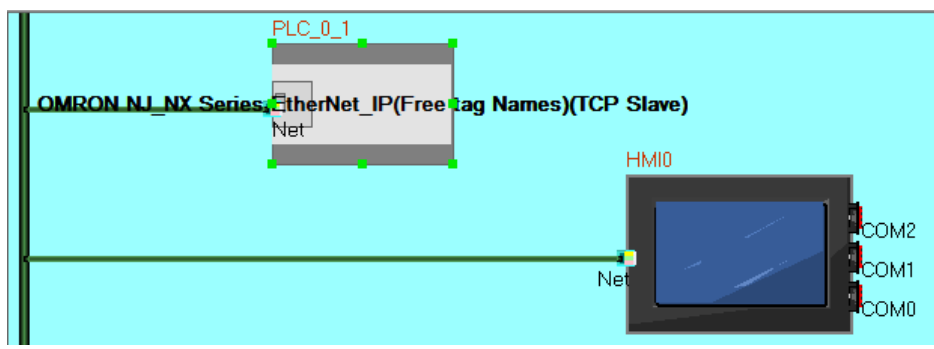 PLC_0_1
OMRON NJ_NX Series EtherNet_IP(Free tag Names)(TCP Slave)
Net
HMI0
COM2
COM1
Net
COM0